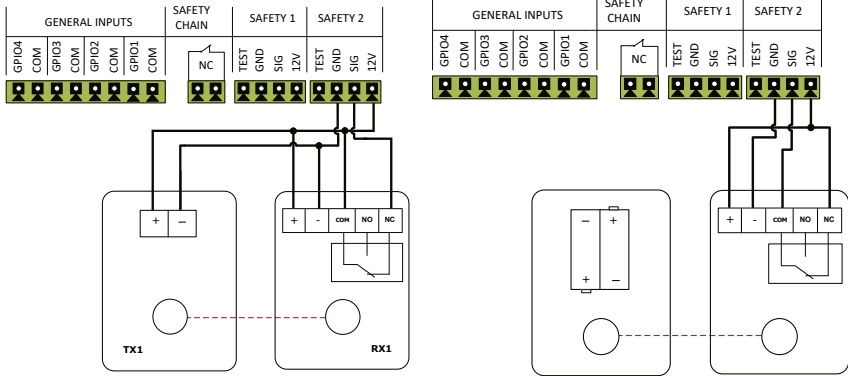 GENERAL INPUTS
SAFETY
CHAIN
SAFETY 1
SAFETY 2
GPIO4
COM
GPIO3
COM
GPIO2
COM
GPIO1
COM
NC
TEST
GND
SIG
12V
TEST
GND
SIG
12V
+
−
+
-
COM
NO
NC
TX1
RX1
GENERAL INPUTS
SAFETY
CHAIN
SAFETY 1
SAFETY 2
GPIO4
COM
GPIO3
COM
GPIO2
COM
GPIO1
COM
NC
TEST
GND
SIG
12V
TEST
GND
SIG
12V
−
+
+
−
+
-
COM
NO
NC